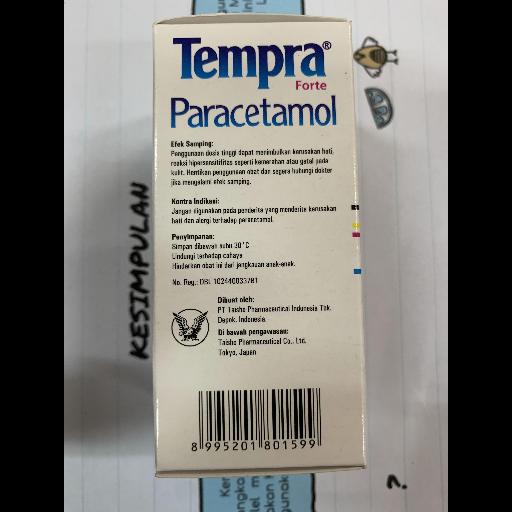 Tempra®
Forte
Paracetamol
Efek Samping:
Penggunaan dosis tinggi dapat menimbulkan kerusakan hati,
reaksi hipersensitifitas seperti kemerahan atau gatal pada
kulit. Hentikan penggunaan obat dan segera hubungi dokter
jika mengalami efek samping.
Kontra Indikasi:
Jangan digunakan pada penderita yang menderita kerusakan
hati dan alergi terhadap paracetamol.
Penyimpanan:
Simpan dibawah suhu 30°C
Lindungi terhadap cahaya
Hindarkan obat ini dari jangkauan anak-anak.
No. Reg.:
Dibuat oleh:
PT Taisho Pharmaceutical Indonesia Tbk.
Depok, Indonesia.
Di bawah pengawasan:
Taisho Pharmaceutical Co., Ltd.
Tokyo, Japan
8 995201 801599
KESIMPULAN
?